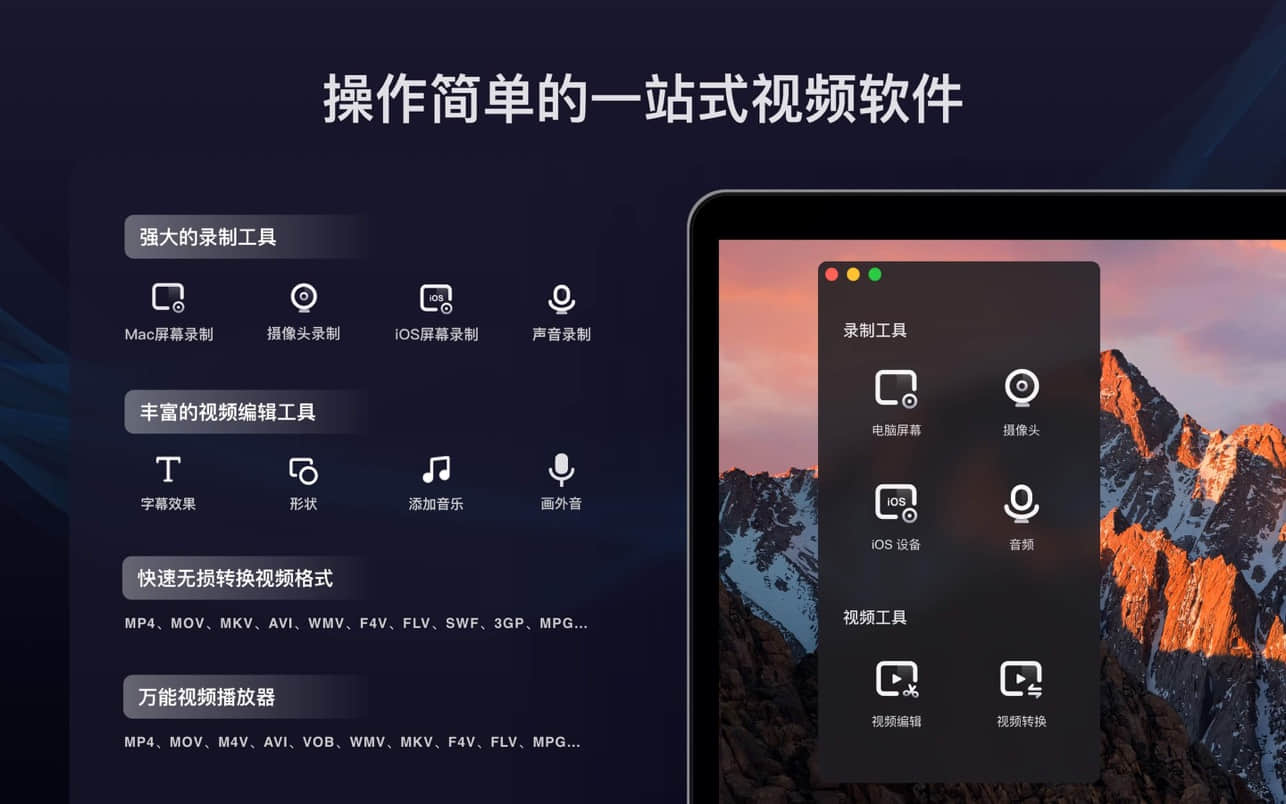 操作简单的一站式视频软件
强大的录制工具
Mac屏幕录制 摄像头录制 iOS屏幕录制 声音录制
丰富的视频编辑工具
字幕效果 形状 添加音乐 画外音
快速无损转换视频格式
MP4、MOV、MKV、AVI、WMV、F4V、FLV、SWF、3GP、MPG...
万能视频播放器
MP4、MOV、M4V、AVI、VOB、WMV、MKV、F4V、FLV、MPG...
录制工具
电脑屏幕 摄像头
iOS
iOS 设备 音频
视频工具
视频编辑 视频转换